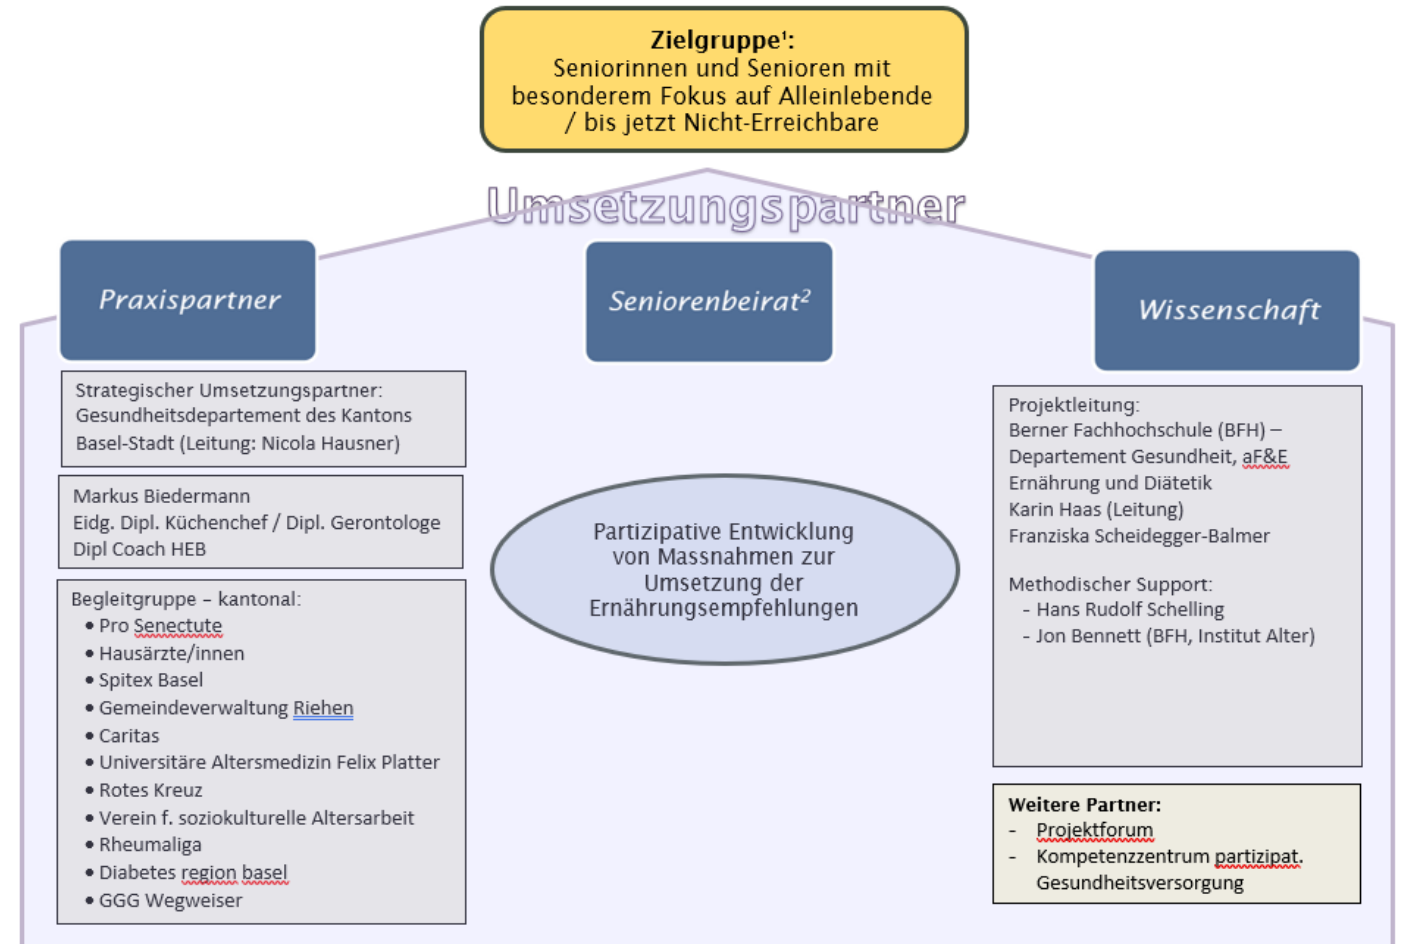 Zielgruppe¹:
Seniorinnen und Senioren mit
besonderem Fokus auf Alleinlebende
/ bis jetzt Nicht-Erreichbare
Umsetzungspartner
Praxispartner
Strategischer Umsetzungspartner:
Gesundheitsdepartement des Kantons
Basel-Stadt (Leitung: Nicola Hausner)
Markus Biedermann
Eidg. Dipl. Küchenchef / Dipl. Gerontologe
Dipl Coach HEB
Begleitgruppe – kantonal:
• Pro Senectute
• Hausärzte/innen
• Spitex Basel
• Gemeindeverwaltung Riehen
• Caritas
• Universitäre Altersmedizin Felix Platter
• Rotes Kreuz
• Verein f. soziokulturelle Altersarbeit
• Rheumaliga
• Diabetes region basel
• GGG Wegweiser
Seniorenbeirat²
Partizipative Entwicklung
von Massnahmen zur
Umsetzung der
Ernährungsempfehlungen
Wissenschaft
Projektleitung:
Berner Fachhochschule (BFH) –
Departement Gesundheit, aF&E
Ernährung und Diätetik
Karin Haas (Leitung)
Franziska Scheidegger-Balmer
Methodischer Support:
- Hans Rudolf Schelling
- Jon Bennett (BFH, Institut Alter)
Weitere Partner:
- Projektforum
- Kompetenzzentrum partizipat.
Gesundheitsversorgung